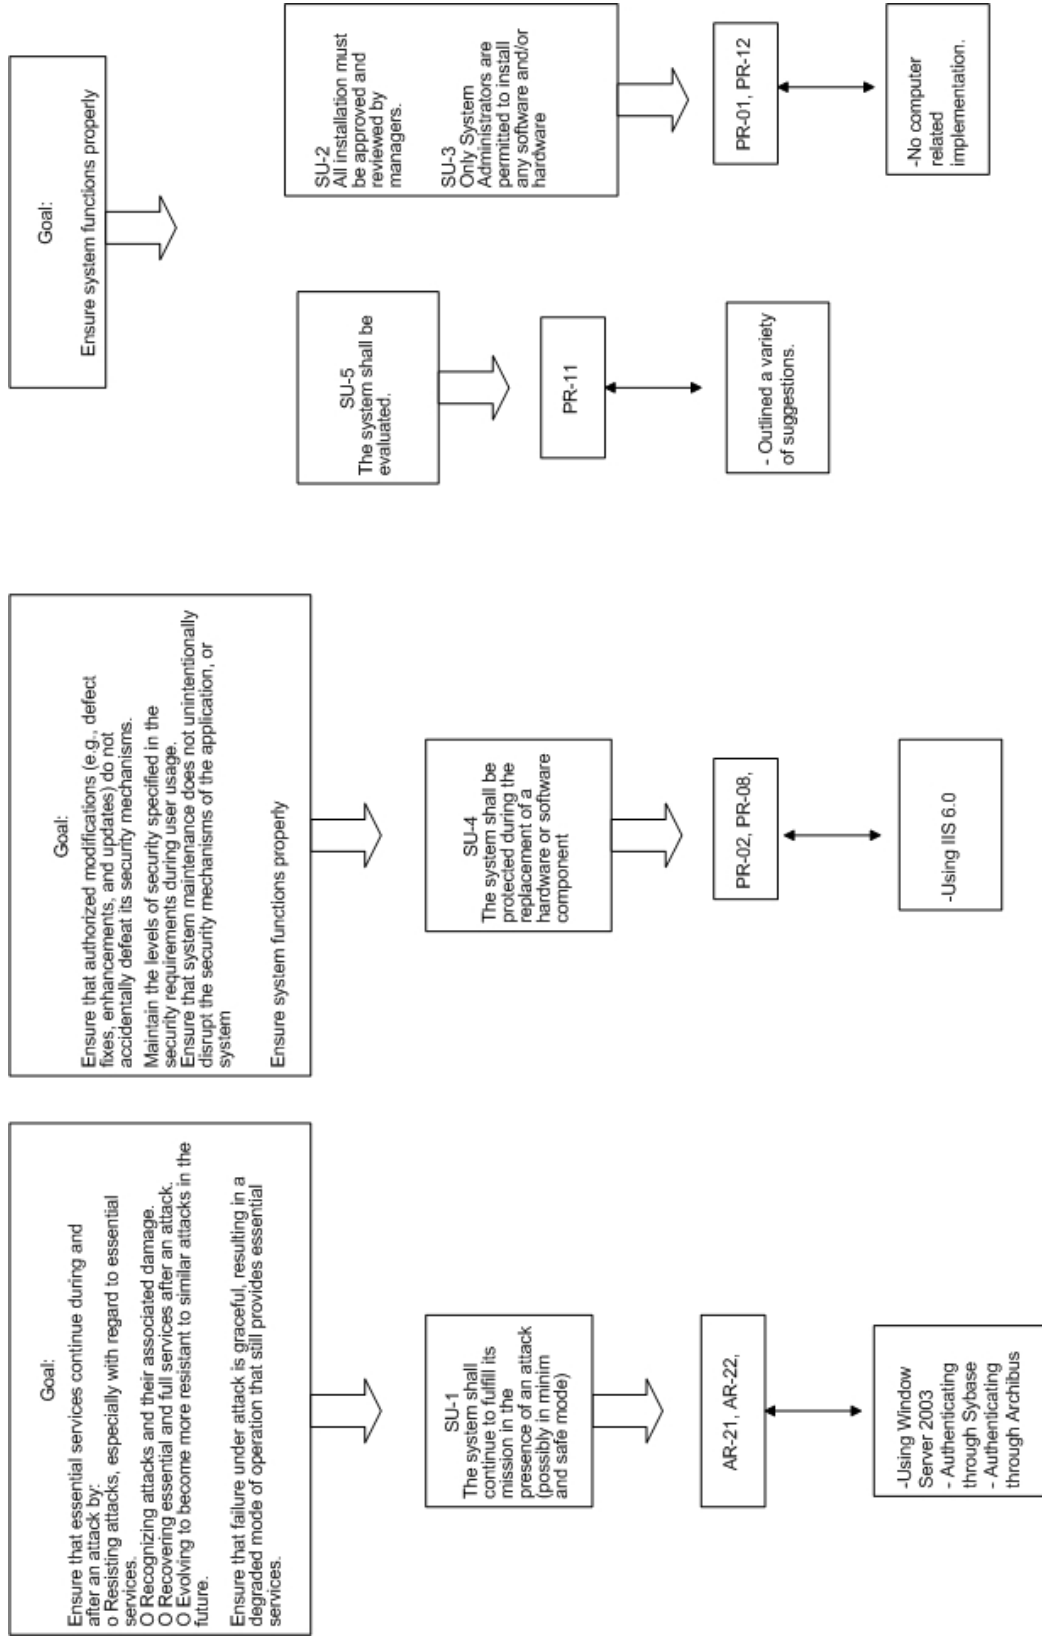 Goal:
Ensure that essential services continue during and
after an attack by:
o Resisting attacks, especially with regard to essential
services.
O Recognizing attacks and their associated damage.
O Recovering essential and full services after an attack.
O Evolving to become more resistant to similar attacks in the
future.
Ensure that failure under attack is graceful, resulting in a
degraded mode of operation that still provides essential
services.
SU-1
The system shall
continue to fulfill its
mission in the
presence of an attack
(possibly in minim
and safe mode)
AR-21, AR-22,
-Using Window
Server 2003
- Authenticating
through Sybase
- Authenticating
through Archibus
Goal:
Ensure that authorized modifications (e.g., defect
fixes, enhancements, and updates) do not
accidentally defeat its security mechanisms.
Maintain the levels of security specified in the
security requirements during user usage.
Ensure that system maintenance does not unintentionally
disrupt the security mechanisms of the application, or
system
Ensure system functions properly
SU-4
The system shall be
protected during the
replacement of a
hardware or software
component
PR-02, PR-08,
-Using IIS 6.0
Goal:
Ensure system functions properly
SU-5
The system shall be
evaluated.
PR-11
- Outlined a variety
of suggestions.
SU-2
All installation must
be approved and
reviewed by
managers.
SU-3
Only System
Administrators are
permitted to install
any software and/or
hardware
PR-01, PR-12
-No computer
related
implementation.